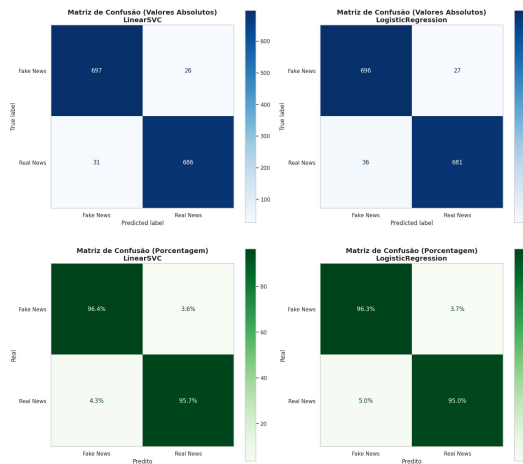 Matriz de Confusão (Valores Absolutos)
LinearSVC
Fake News
697
26
Real News
31
686
True label
Fake News
Real News
Predicted label
600
500
400
300
200
100
Matriz de Confusão (Valores Absolutos)
LogisticRegression
Fake News
696
27
Real News
36
681
True label
Fake News
Real News
Predicted label
Matriz de Confusão (Porcentagem)
LinearSVC
Fake News
96.4%
3.6%
Real News
4.3%
95.7%
Real
Fake News
Real News
Predito
80
60
40
20
Matriz de Confusão (Porcentagem)
LogisticRegression
Fake News
96.3%
3.7%
Real News
5.0%
95.0%
Real
Fake News
Real News
Predito